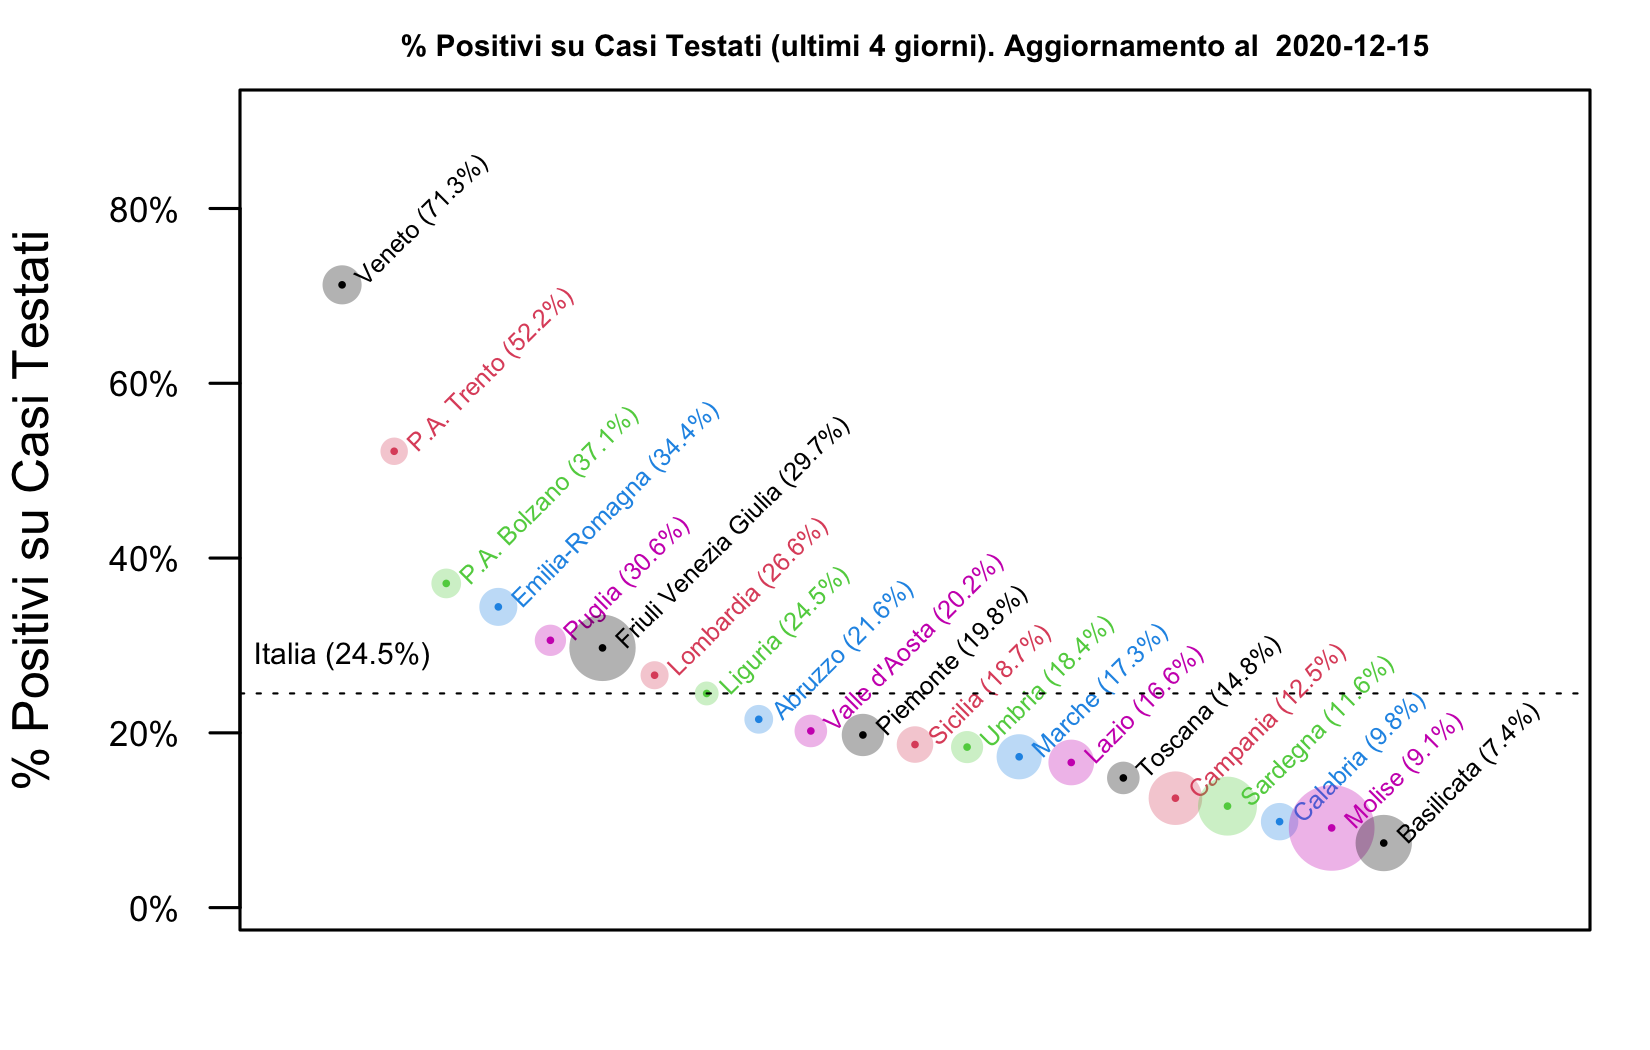 % Positivi su Casi Testati (ultimi 4 giorni). Aggiornamento al  2020-12-15
% Positivi su Casi Testati
80%
60%
40%
20%
0%
Italia (24.5%)
Veneto (71.3%)
P.A. Trento (52.2%)
P.A. Bolzano (37.1%)
Emilia-Romagna (34.4%)
Puglia (30.6%)
Friuli Venezia Giulia (29.7%)
Lombardia (26.6%)
Liguria (24.5%)
Abruzzo (21.6%)
Valle d'Aosta (20.2%)
Piemonte (19.8%)
Sicilia (18.7%)
Umbria (18.4%)
Marche (17.3%)
Lazio (16.6%)
Toscana (14.8%)
Campania (12.5%)
Sardegna (11.6%)
Calabria (9.8%)
Molise (9.1%)
Basilicata (7.4%)